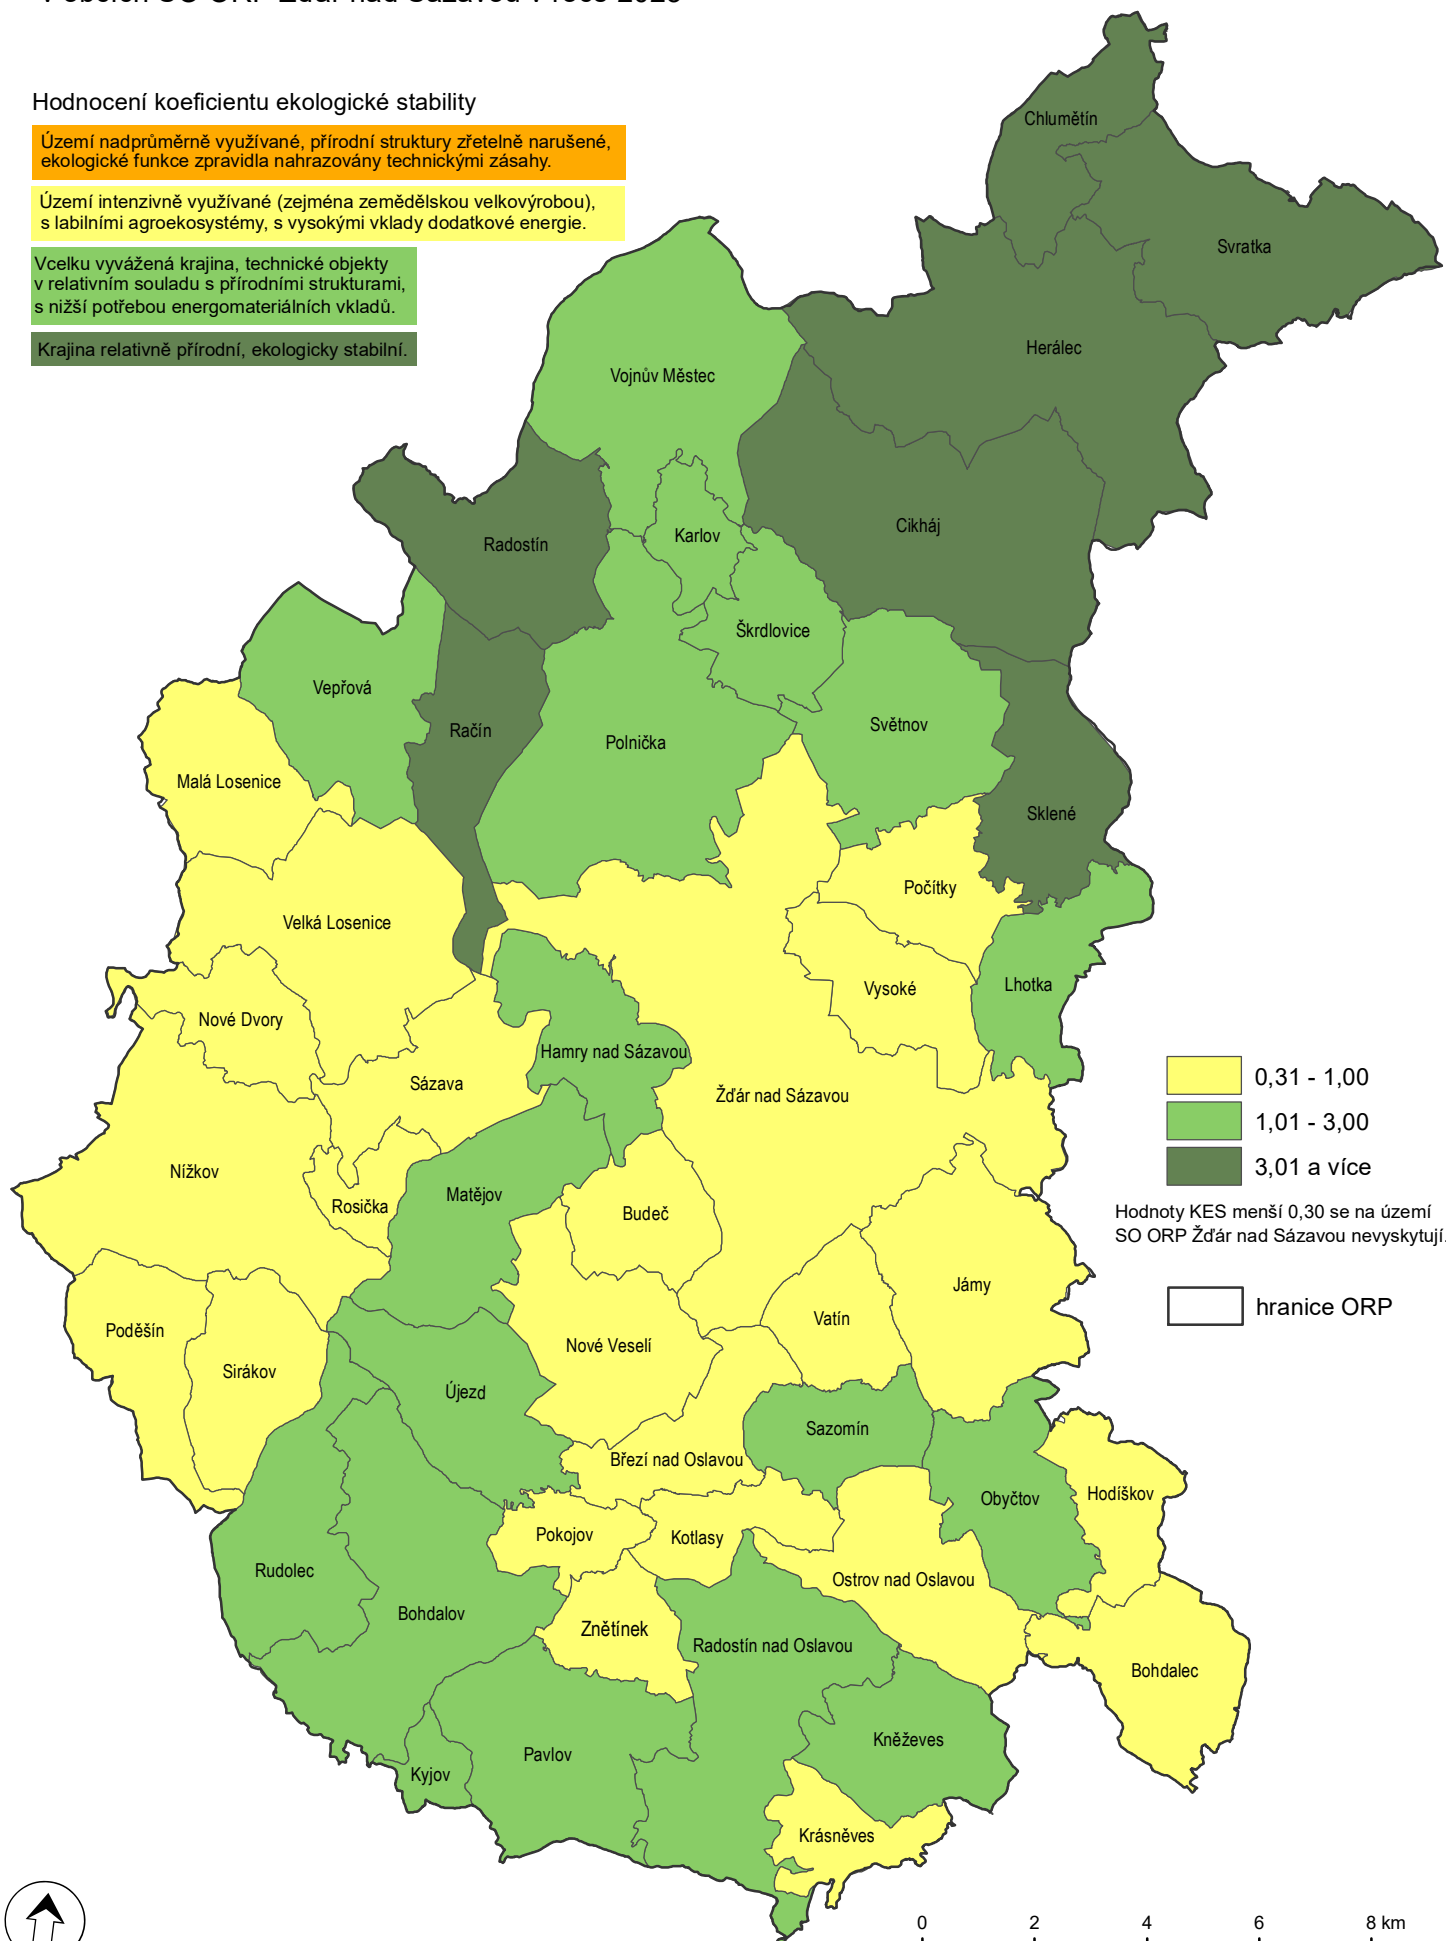 v obcích SO ORP Žďár nad Sázavou v roce
Hodnocení koeficientu ekologické stability
Území nadprůměrně využívané, přírodní struktury zřetelně narušené,
ekologické funkce zpravidla nahrazovány technickými zásahy.
Území intenzivně využívané (zejména zemědělskou velkovýrobou),
s labilními agroekosystémy, s vysokými vklady dodatkové energie.
Vcelku vyvážená krajina, technické objekty
v relativním souladu s přírodními strukturami,
s nižší potřebou energomateriálních vkladů.
Krajina relativně přírodní, ekologicky stabilní.
Chlumětín
Svratka
Herálec
Vojnův Městec
Cikháj
Karlov
Radostín
Škrdlovice
Vepřová
Světnov
Račín
Polnička
Malá Losenice
Sklené
Počítky
Velká Losenice
Lhotka
Vysoké
Nové Dvory
Hamry nad Sázavou
Sázava
Žďár nad Sázavou
Nížkov
Matějov
Rosička
Budeč
Jámy
Vatín
Poděšín
Nové Veselí
Sirákov
Újezd
Sazomín
Březí nad Oslavou
Hodíškov
Obyčtov
Pokojov
Kotlasy
Rudolec
Ostrov nad Oslavou
Bohdalov
Znětínek
Radostín nad Oslavou
Bohdalec
Kněževes
Pavlov
Kyjov
Krásněves
0,31 - 1,00
1,01 - 3,00
3,01 a více
Hodnoty KES menší 0,30 se na území
SO ORP Žďár nad Sázavou nevyskytují.
hranice ORP
0 2 4 6 8 km